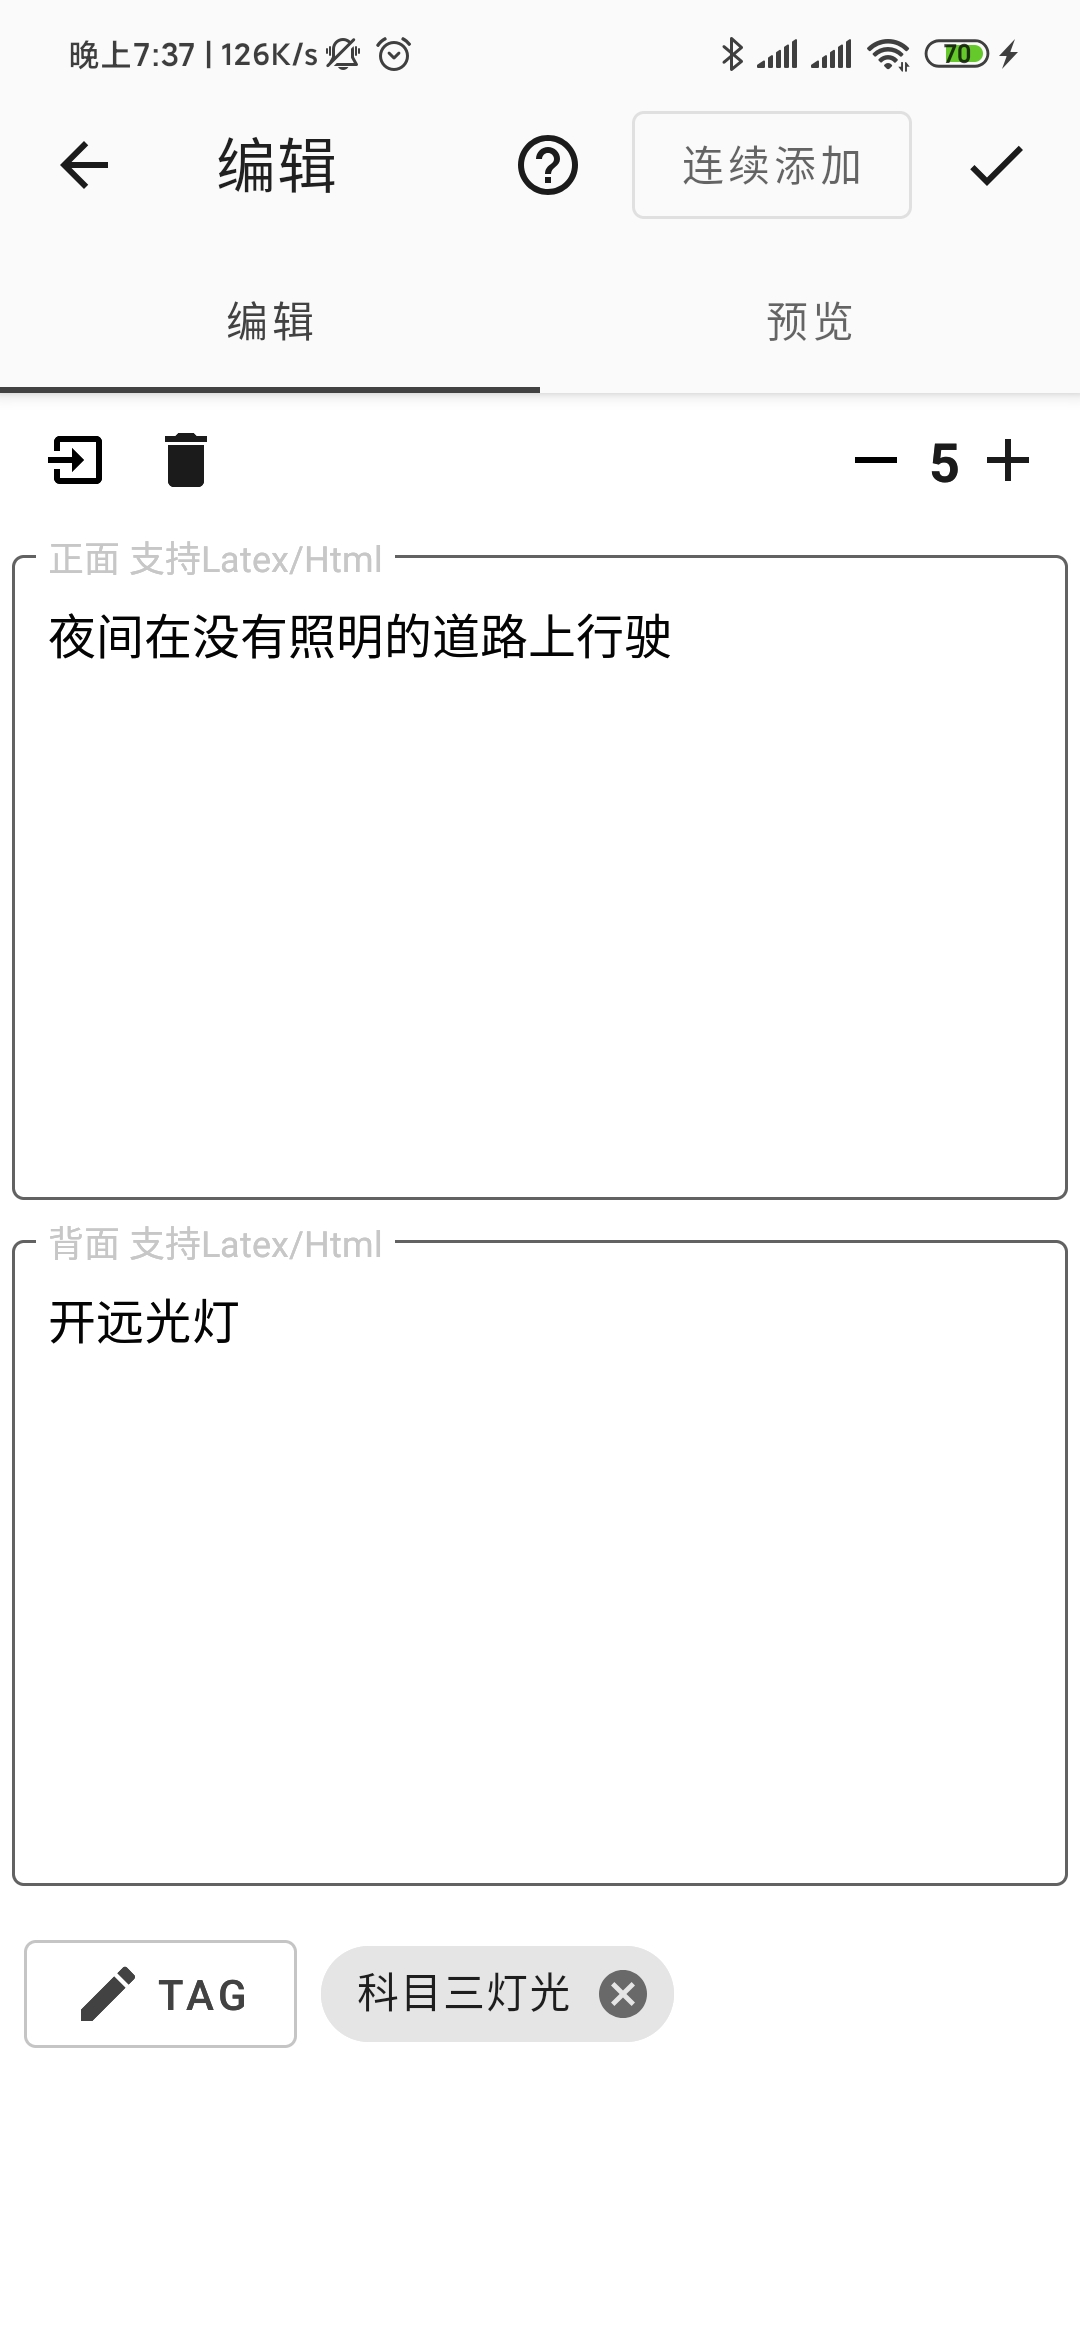 晚上7:37 | 126K/s
70
编辑
连续添加
编辑
预览
5
正面 支持Latex/Html
夜间在没有照明的道路上行驶
背面 支持Latex/Html
开远光灯
TAG
科目三灯光